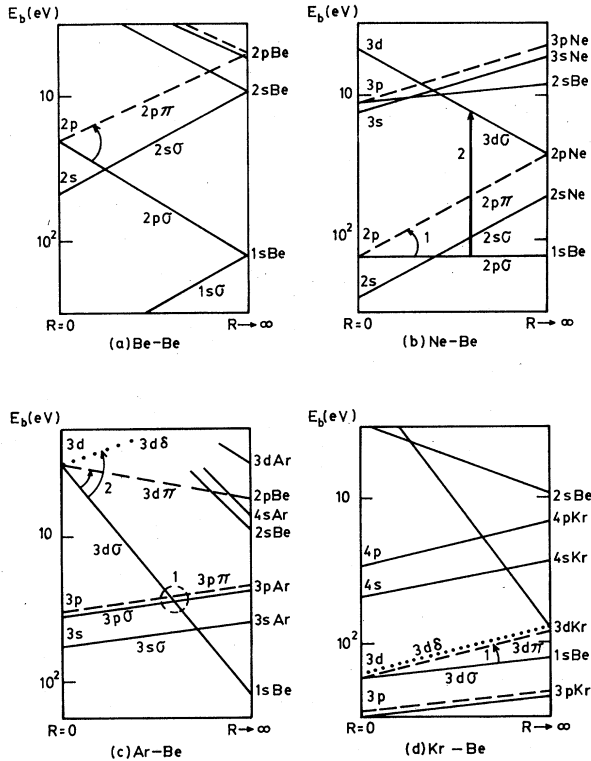 E_b(eV)
10
10²
2p
2s
2pπ
2sσ
2pσ
1sσ
2pBe
2sBe
1sBe
R=0
R→∞
(a) Be-Be
E_b(eV)
10
10²
3d
3p
3s
2p
2s
3dσ
2
2pπ
1
2sσ
2pσ
3pNe
3sNe
2sBe
2pNe
2sNe
1sBe
R=0
R→∞
(b) Ne-Be
E_b(eV)
10
10²
3d
3dδ
2
3dπ
3dσ
1
3p
3pπ
3pσ
3s
3sσ
3dAr
2pBe
4sAr
2sBe
3pAr
3sAr
1sBe
R=0
R→∞
(c) Ar-Be
E_b(eV)
10
10²
4p
4s
3d
3dδ
1
3dπ
3dσ
3p
2sBe
4pKr
4sKr
3dKr
1sBe
3pKr
R=0
R→∞
(d) Kr-Be